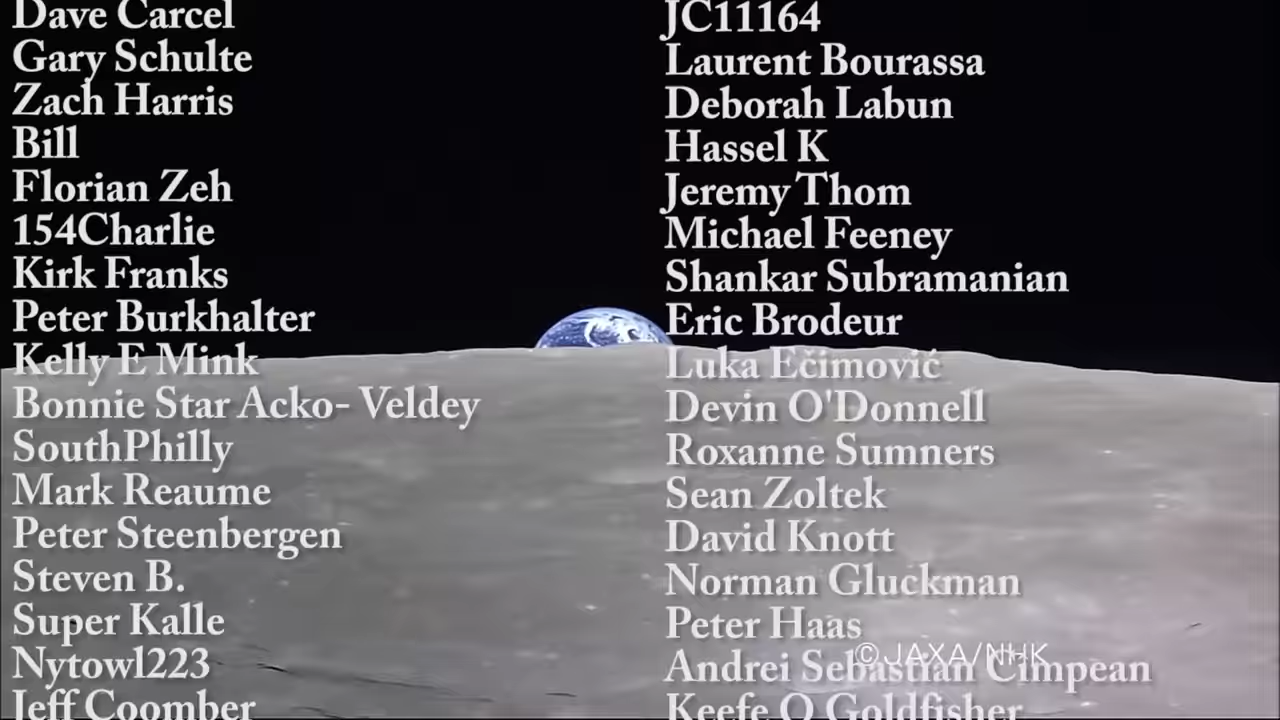 Dave Carcel
Gary Schulte
Zach Harris
Bill
Florian Zeh
154Charlie
Kirk Franks
Peter Burkhalter
Kelly E Mink
Bonnie Star Acko- Veldey
SouthPhilly
Mark Reaume
Peter Steenbergen
Steven B.
Super Kalle
Nytowl223
Jeff Coomber
JC11164
Laurent Bourassa
Deborah Labun
Hassel K
Jeremy Thom
Michael Feeney
Shankar Subramanian
Eric Brodeur
Luka Ečimović
Devin O'Donnell
Roxanne Sumners
Sean Zoltek
David Knott
Norman Gluckman
Peter Haas
©JAXA/NHK
Andrei Sebastian Cimpean
Keefe O Goldfisher